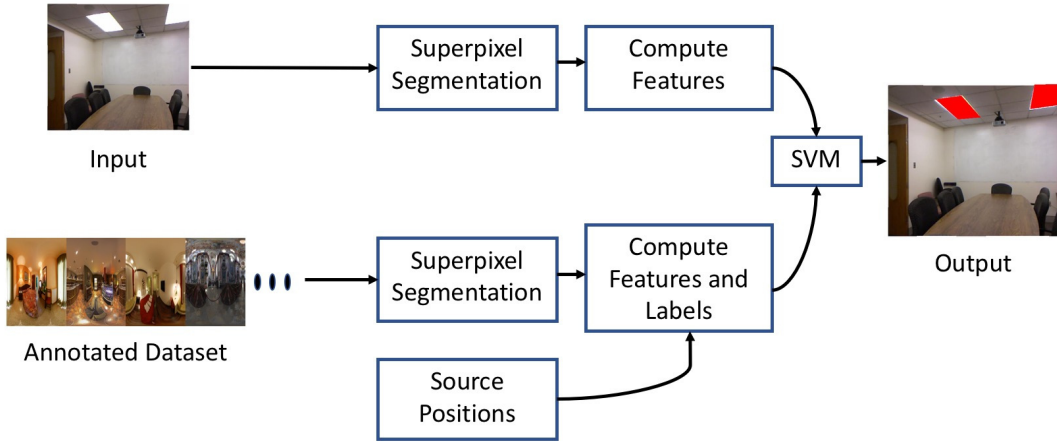 Superpixel
Segmentation
Compute
Features
Input
SVM
Output
Superpixel
Segmentation
Compute
Features and
Labels
Annotated Dataset
Source
Positions